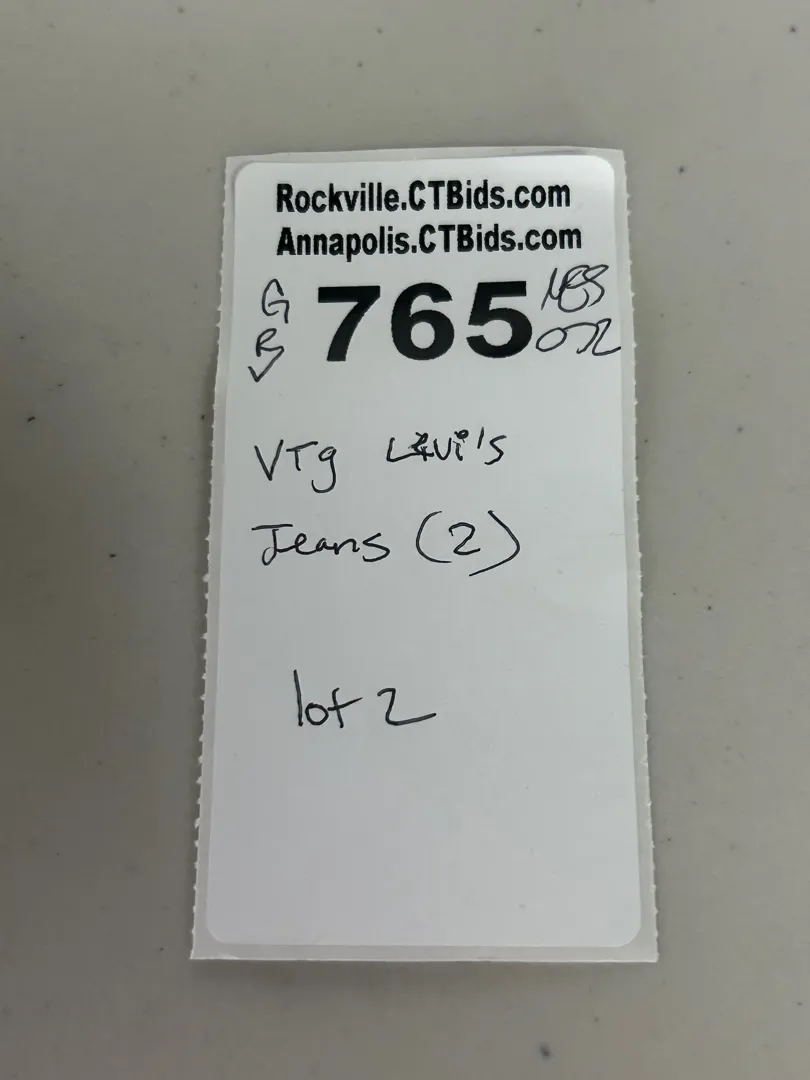 Rockville.CTBids.com
Annapolis.CTBids.com
G 765
VTg Levi's
Jeans (2)
lot 2